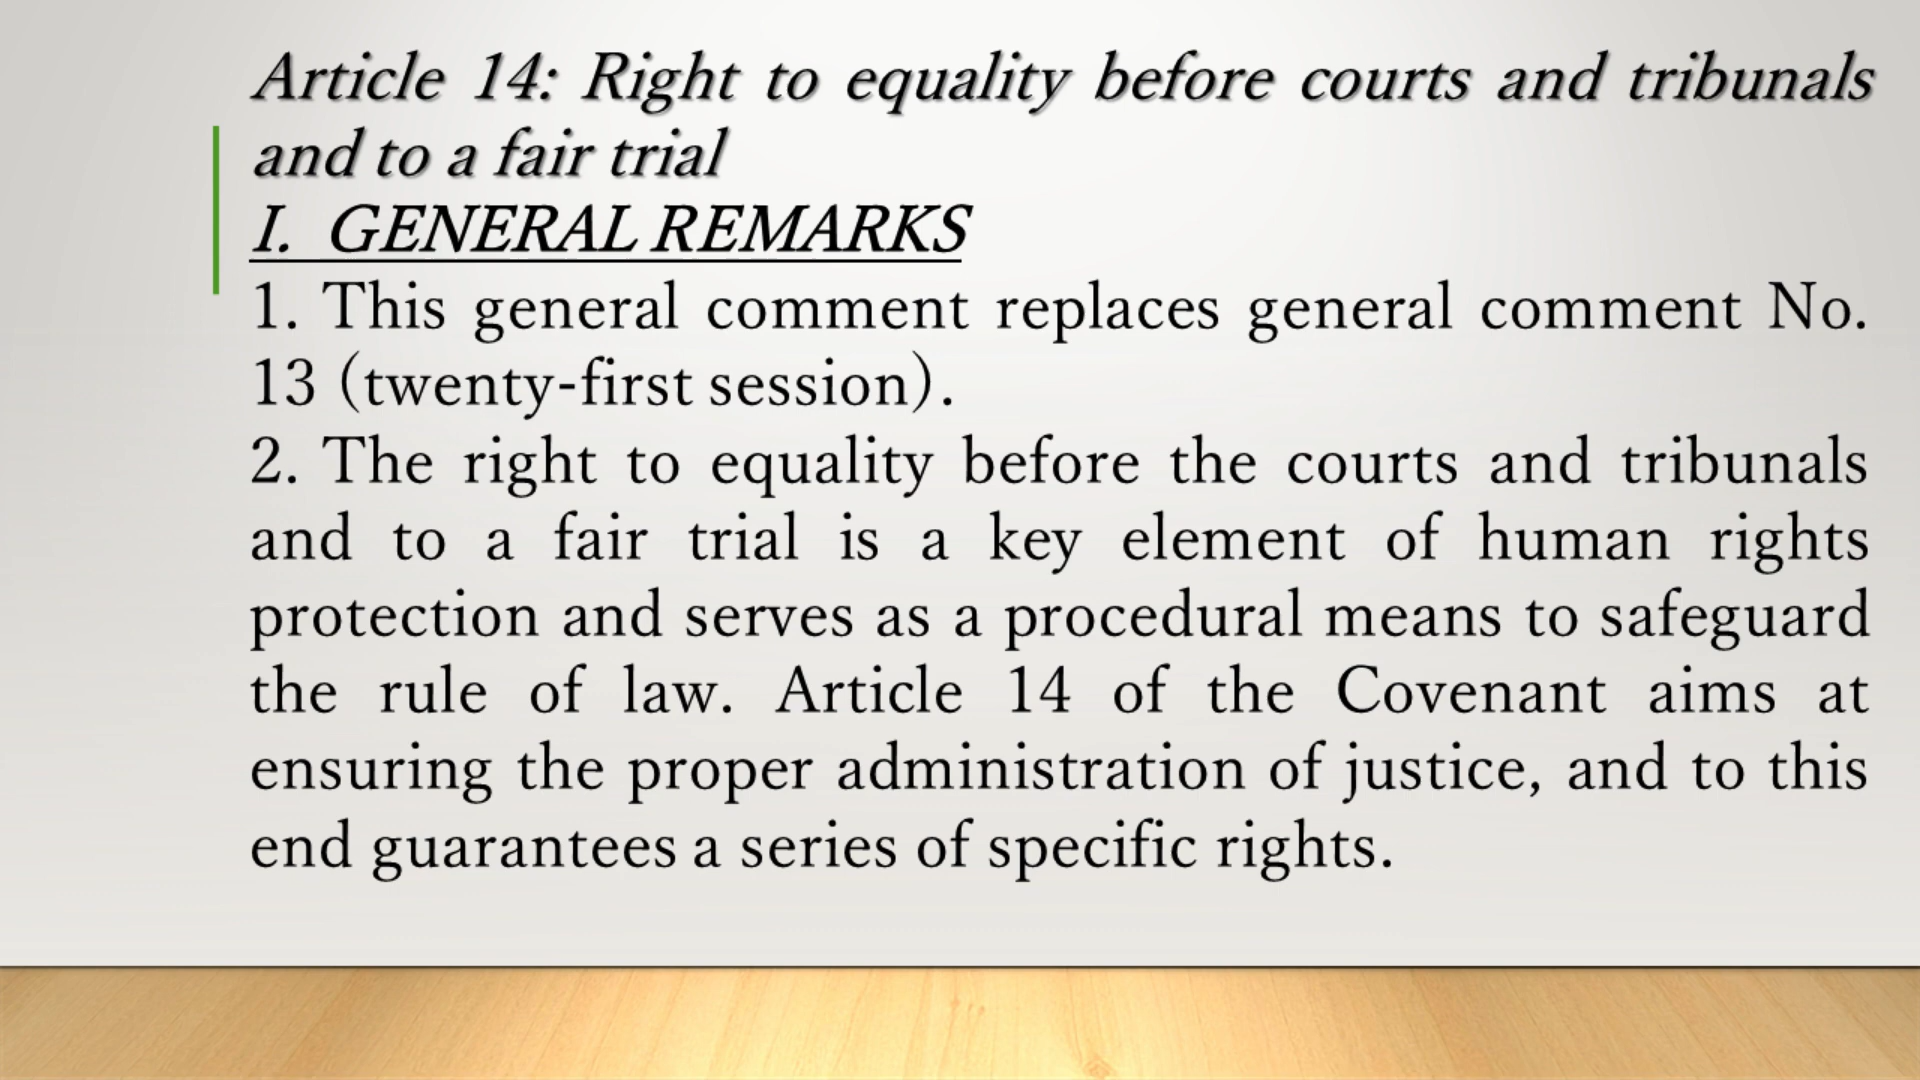 Article 14: Right to equality before courts and tribunals
and to a fair trial
I. GENERAL REMARKS
1. This general comment replaces general comment No.
13 (twenty-first session).
2. The right to equality before the courts and tribunals
and to a fair trial is a key element of human rights
protection and serves as a procedural means to safeguard
the rule of law. Article 14 of the Covenant aims at
ensuring the proper administration of justice, and to this
end guarantees a series of specific rights.